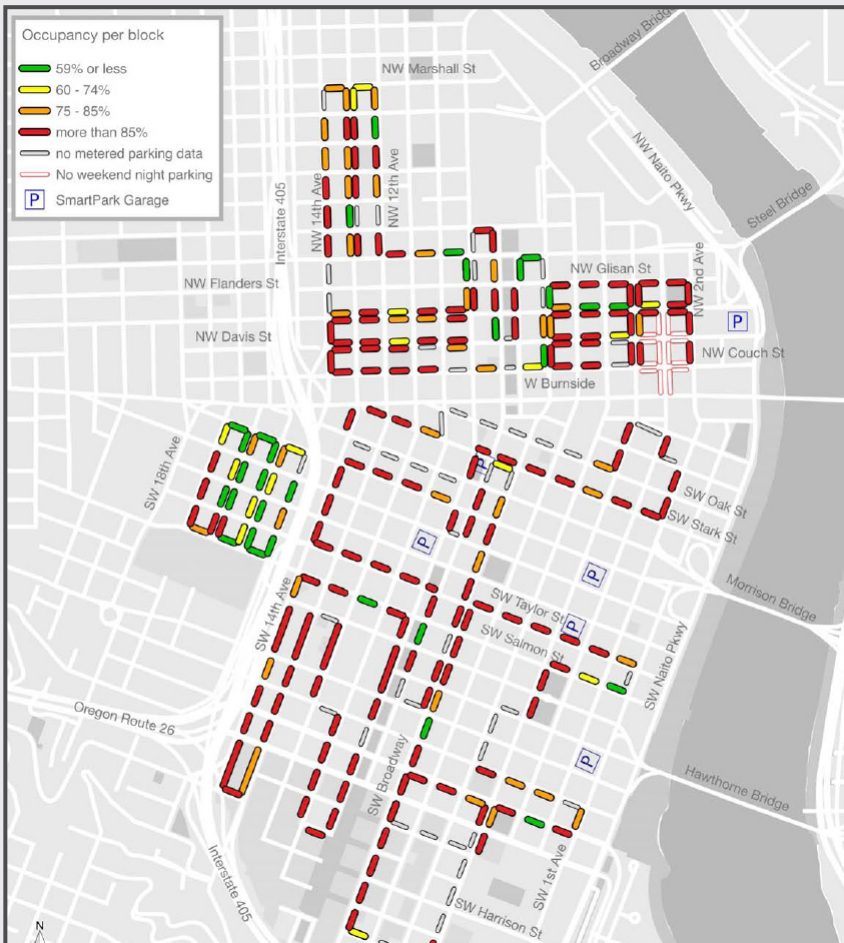 Occupancy per block
59% or less
60 - 74%
75 - 85%
more than 85%
no metered parking data
No weekend night parking
P SmartPark Garage
NW Marshall St
Broadway Bridge
NW Naito Pkwy
Steel Bridge
Interstate 405
NW 14th Ave
NW 12th Ave
NW Flanders St
NW Glisan St
NW 2nd Ave
P
NW Davis St
NW Couch St
W Burnside
SW 18th Ave
P
SW Oak St
SW Stark St
P
P
Morrison Bridge
SW 14th Ave
SW Taylor St
P
SW Salmon St
SW Naito Pkwy
Oregon Route 26
SW Broadway
P
Hawthorne Bridge
Interstate 405
SW 1st Ave
SW Harrison St
N